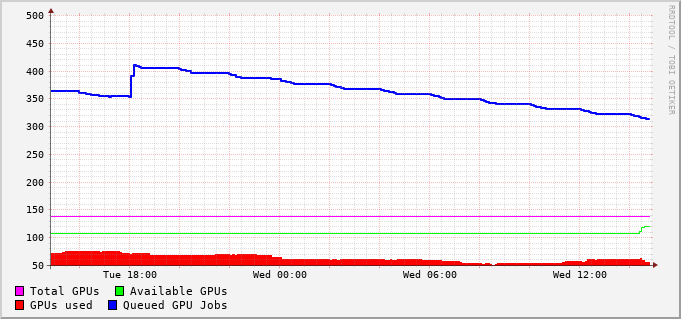 500
450
400
350
300
250
200
150
100
50
Tue 18:00 Wed 00:00 Wed 06:00 Wed 12:00
Total GPUs Available GPUs
GPUs used Queued GPU Jobs
RRDTOOL / TOBI OETIKER